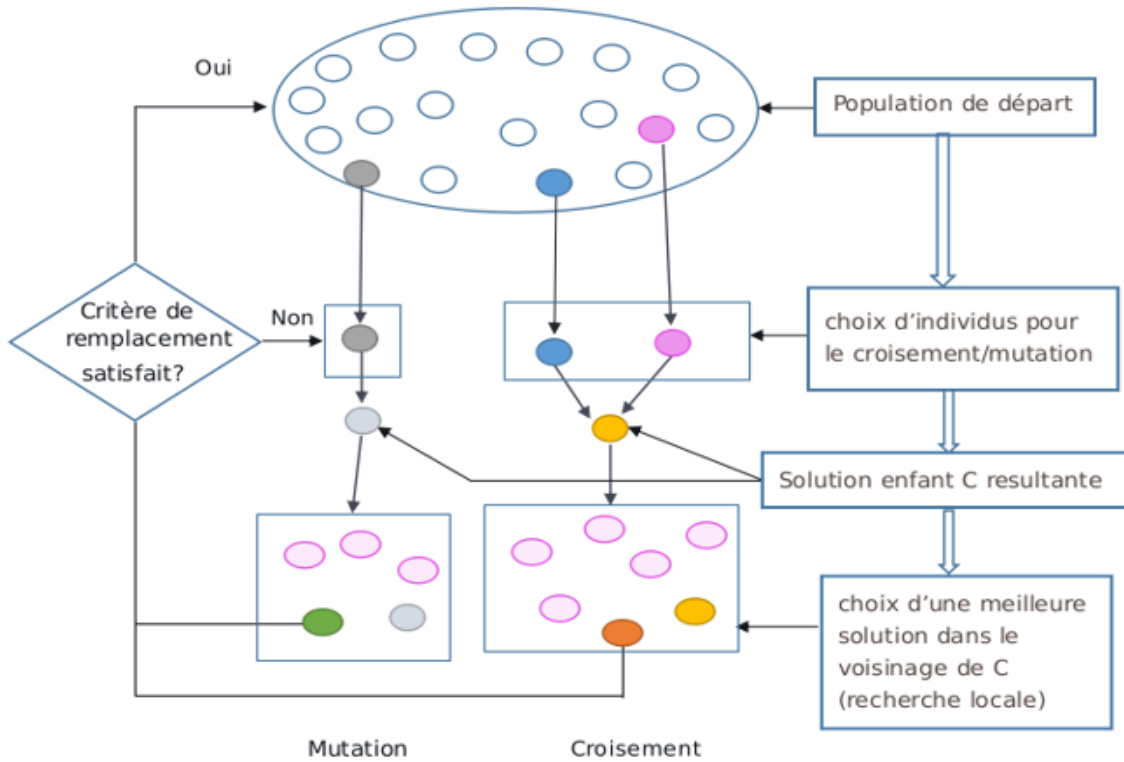 Oui
Population de départ
Critère de
remplacement
satisfait?
Non
choix d’individus pour
le croisement/mutation
Solution enfant C resultante
choix d’une meilleure
solution dans le
voisinage de C
(recherche locale)
Mutation
Croisement